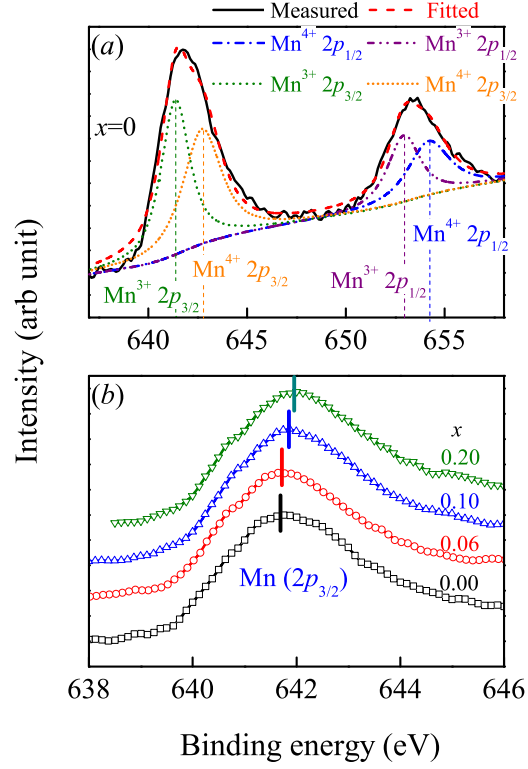 Measured Fitted
(a) Mn⁴⁺ 2p₁/₂ Mn³⁺ 2p₁/₂
Mn³⁺ 2p₃/₂ Mn⁴⁺ 2p₃/₂
x=0
Mn⁴⁺ 2p₁/₂
Mn⁴⁺ 2p₃/₂
Mn³⁺ 2p₃/₂ Mn³⁺ 2p₁/₂
640 645 650 655
Intensity (arb unit)
(b)
x
0.20
0.10
0.06
Mn (2p₃/₂) 0.00
638 640 642 644 646
Binding energy (eV)